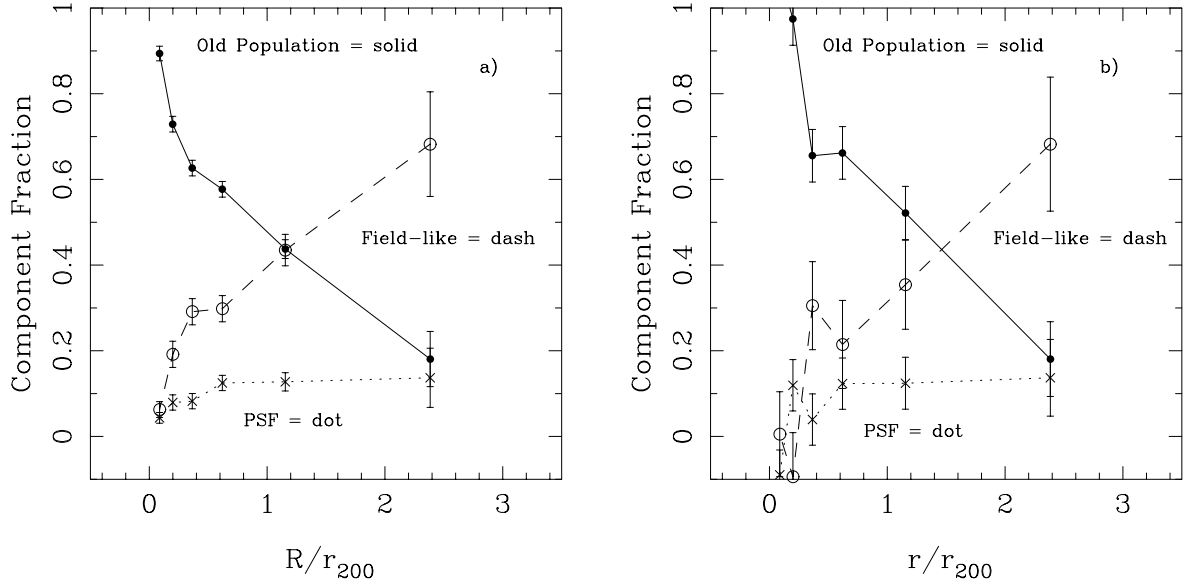 Component Fraction
1
0.8
0.6
0.4
0.2
0
Old Population = solid
a)
Field-like = dash
PSF = dot
0 1 2 3
R/r200
Component Fraction
1
0.8
0.6
0.4
0.2
0
Old Population = solid
b)
Field-like = dash
PSF = dot
0 1 2 3
r/r200